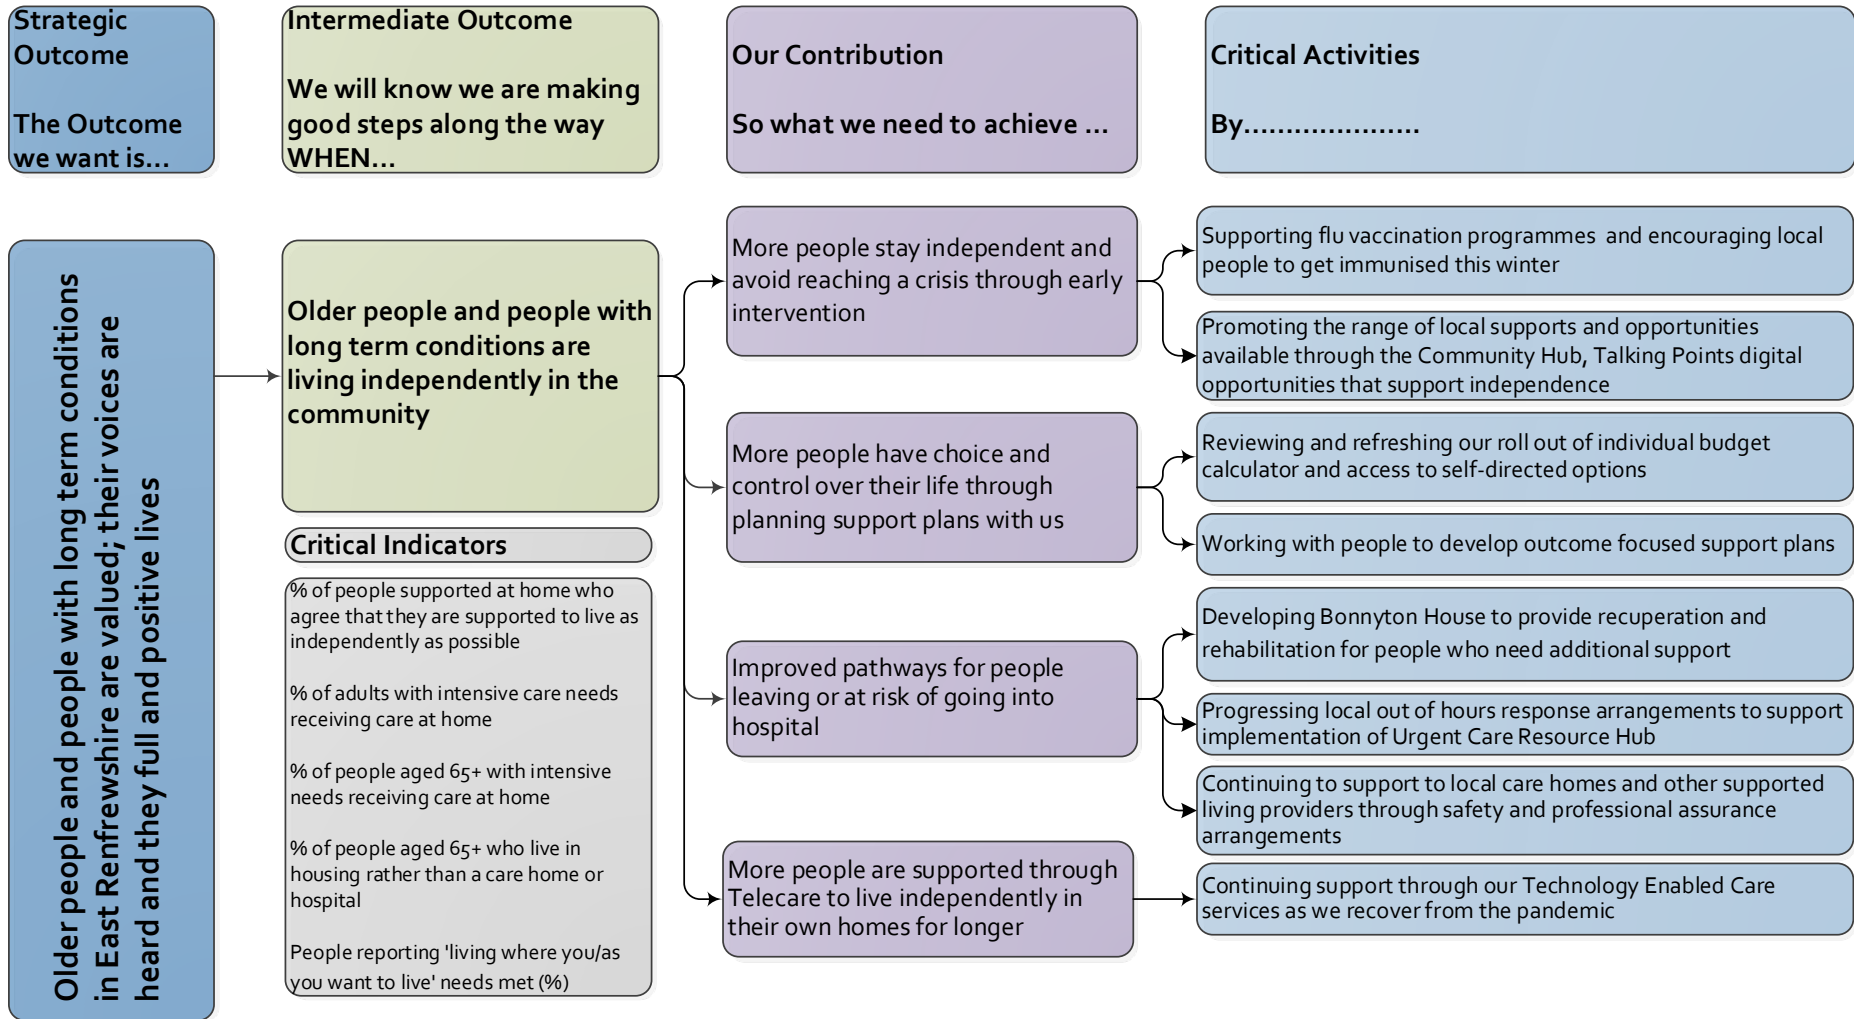 Strategic
Outcome
The Outcome
we want is...
Intermediate Outcome
We will know we are making
good steps along the way
WHEN...
Our Contribution
So what we need to achieve ...
Critical Activities
By.....................
Older people and people with long term conditions
in East Renfrewshire are valued; their voices are
heard and they full and positive lives
Older people and people with
long term conditions are
living independently in the
community
Critical Indicators
% of people supported at home who
agree that they are supported to live as
independently as possible
% of adults with intensive care needs
receiving care at home
% of people aged 65+ with intensive
needs receiving care at home
% of people aged 65+ who live in
housing rather than a care home or
hospital
People reporting 'living where you/as
you want to live' needs met (%)
More people stay independent and
avoid reaching a crisis through early
intervention
More people have choice and
control over their life through
planning support plans with us
Improved pathways for people
leaving or at risk of going into
hospital
More people are supported through
Telecare to live independently in
their own homes for longer
Supporting flu vaccination programmes and encouraging local
people to get immunised this winter
Promoting the range of local supports and opportunities
available through the Community Hub, Talking Points digital
opportunities that support independence
Reviewing and refreshing our roll out of individual budget
calculator and access to self-directed options
Working with people to develop outcome focused support plans
Developing Bonnyton House to provide recuperation and
rehabilitation for people who need additional support
Progressing local out of hours response arrangements to support
implementation of Urgent Care Resource Hub
Continuing to support to local care homes and other supported
living providers through safety and professional assurance
arrangements
Continuing support through our Technology Enabled Care
services as we recover from the pandemic